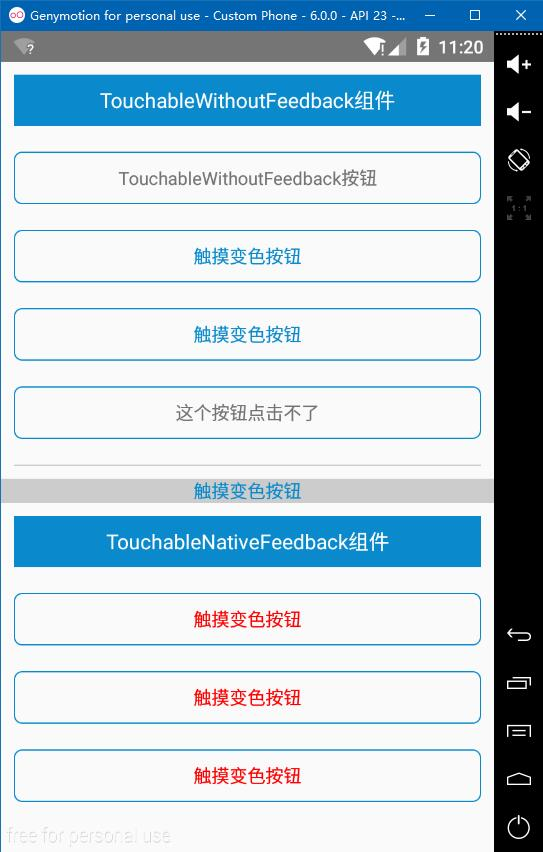 Genymotion for personal use - Custom Phone - 6.0.0 - API 23 -...
11:20
TouchableWithoutFeedback组件
TouchableWithoutFeedback按钮
触摸变色按钮
触摸变色按钮
这个按钮点击不了
触摸变色按钮
TouchableNativeFeedback组件
触摸变色按钮
触摸变色按钮
触摸变色按钮
free for personal use
1:1